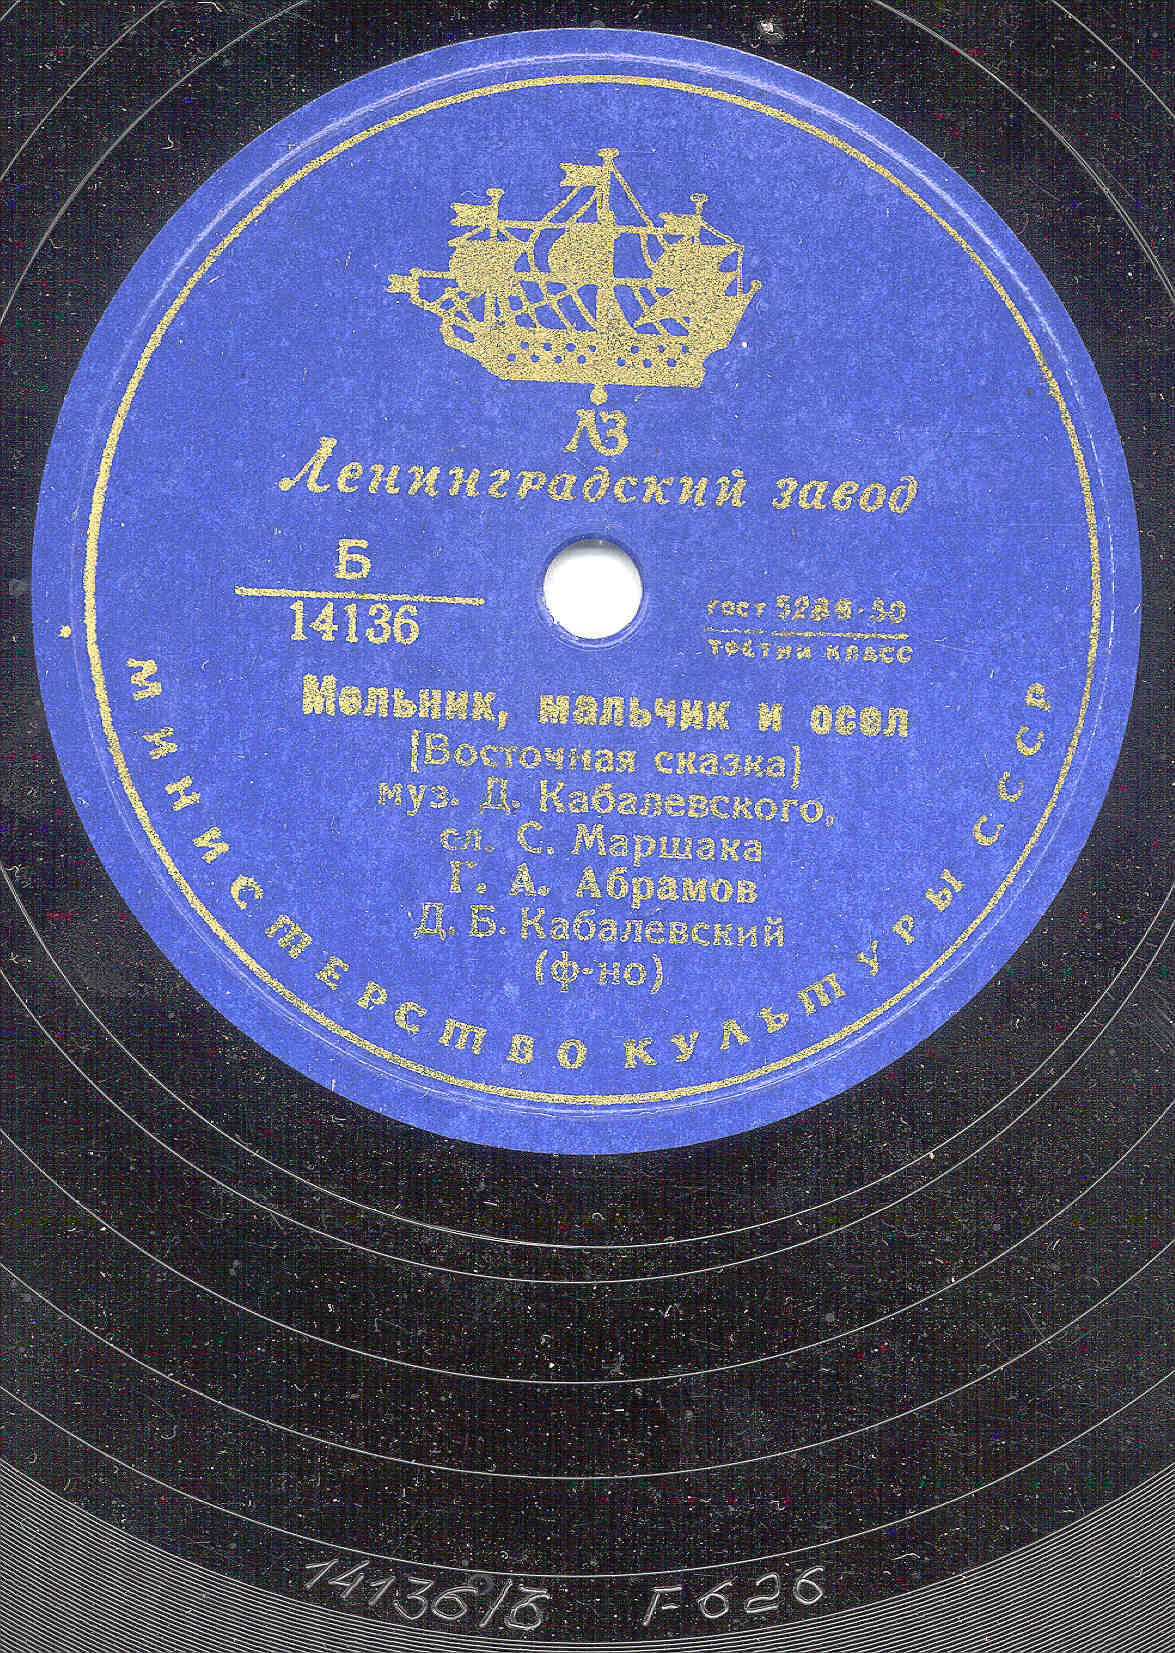 ЛЗ
Ленинградский завод
Б
14136
гост 5289-50
третий класс
Мельник, мальчик и осел
(Восточная сказка)
муз. Д. Кабалевского,
сл. С. Маршака
Г. А. Абрамов
Д. Б. Кабалевский
(ф-но)
МИНИСТЕРСТВО КУЛЬТУРЫ СССР
14136/3 F626